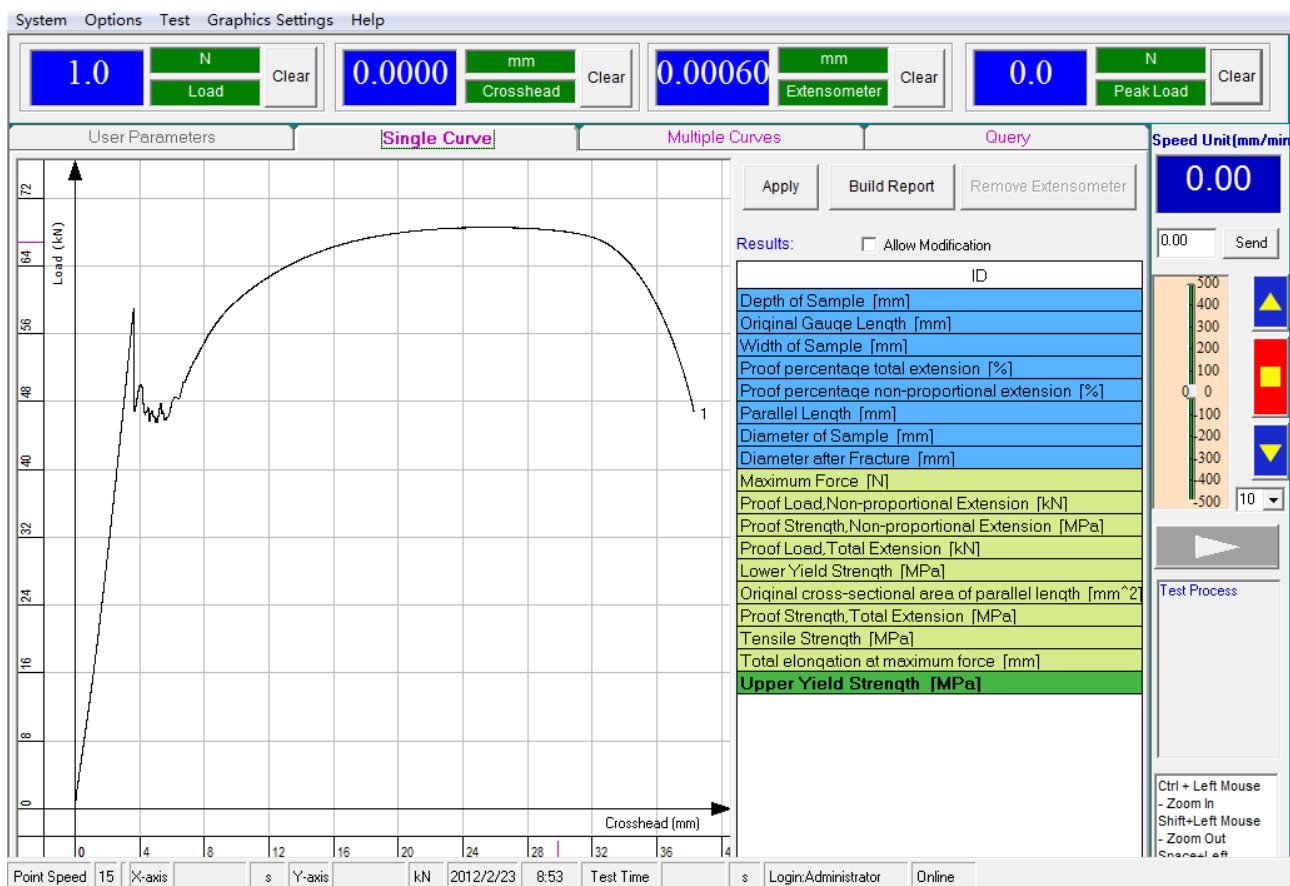 System Options Test Graphics Settings Help
1.0 N Load Clear
0.0000 mm Crosshead Clear
0.00060 mm Extensometer Clear
0.0 N Peak Load Clear
User Parameters Single Curve Multiple Curves Query
Speed Unit(mm/min
0.00
0.00 Send
500
400
300
200
100
0 0
-100
-200
-300
-400
-500
10
Test Process
Ctrl + Left Mouse
- Zoom In
Shift+Left Mouse
- Zoom Out
Space+Left
Apply Build Report Remove Extensometer
Results: Allow Modification
ID
Depth of Sample [mm]
Original Gauge Length [mm]
Width of Sample [mm]
Proof percentage total extension [%]
Proof percentage non-proportional extension [%]
Parallel Length [mm]
Diameter of Sample [mm]
Diameter after Fracture [mm]
Maximum Force [N]
Proof Load,Non-proportional Extension [kN]
Proof Strength,Non-proportional Extension [MPa]
Proof Load,Total Extension [kN]
Lower Yield Strength [MPa]
Original cross-sectional area of parallel length [mm^2]
Proof Strength,Total Extension [MPa]
Tensile Strength [MPa]
Total elongation at maximum force [mm]
Upper Yield Strength [MPa]
Load (kN)
72
64
56
48
40
32
24
16
8
0
1
Crosshead (mm)
0 4 8 12 16 20 24 28 32 36 4
Point Speed 15 X-axis s Y-axis kN 2012/2/23 8:53 Test Time s Login:Administrator Online